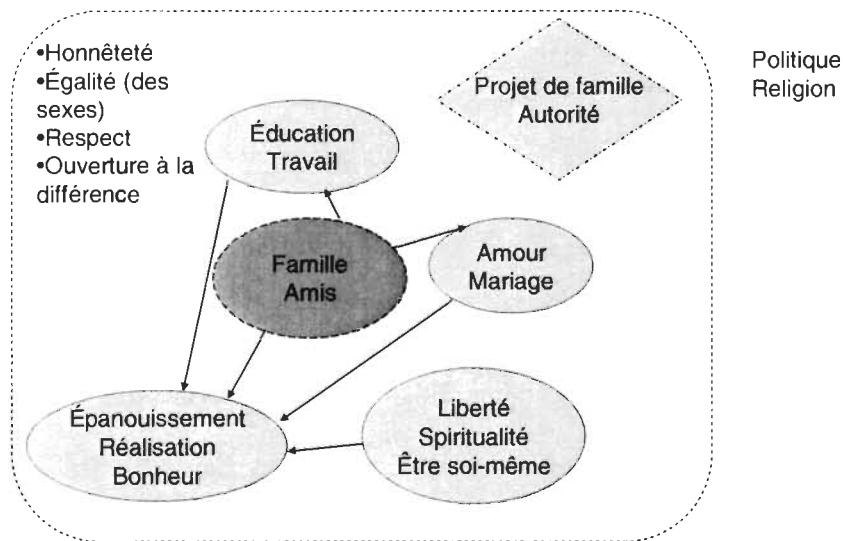 •Honnêteté
•Égalité (des
sexes)
•Respect
•Ouverture à la
différence
Projet de famille
Autorité
Politique
Religion
Éducation
Travail
Famille
Amis
Amour
Mariage
Épanouissement
Réalisation
Bonheur
Liberté
Spiritualité
Être soi-même